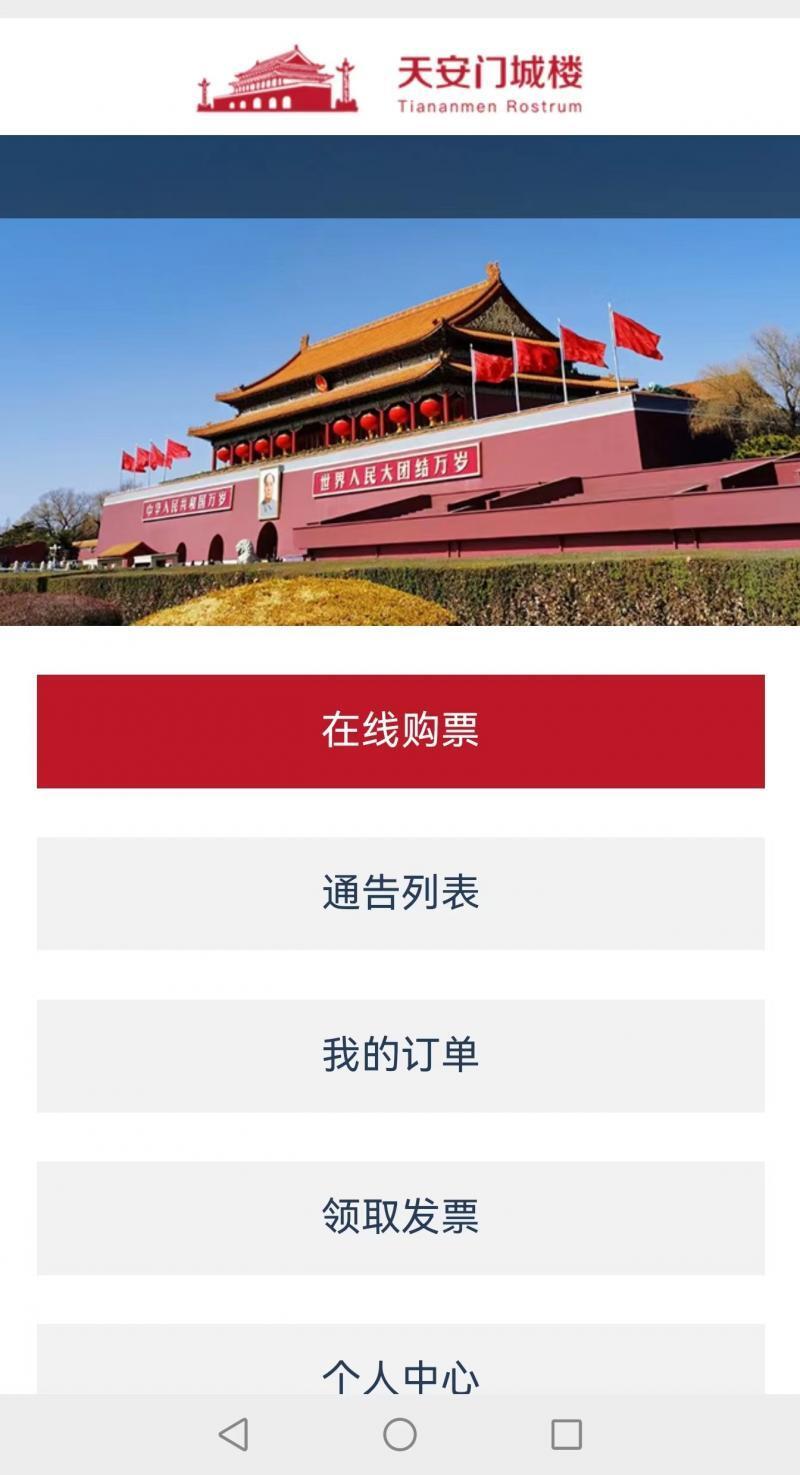 天安门城楼
Tiananmen Rostrum
中华人民共和国万岁
世界人民大团结万岁
在线购票
通告列表
我的订单
领取发票
个人中心